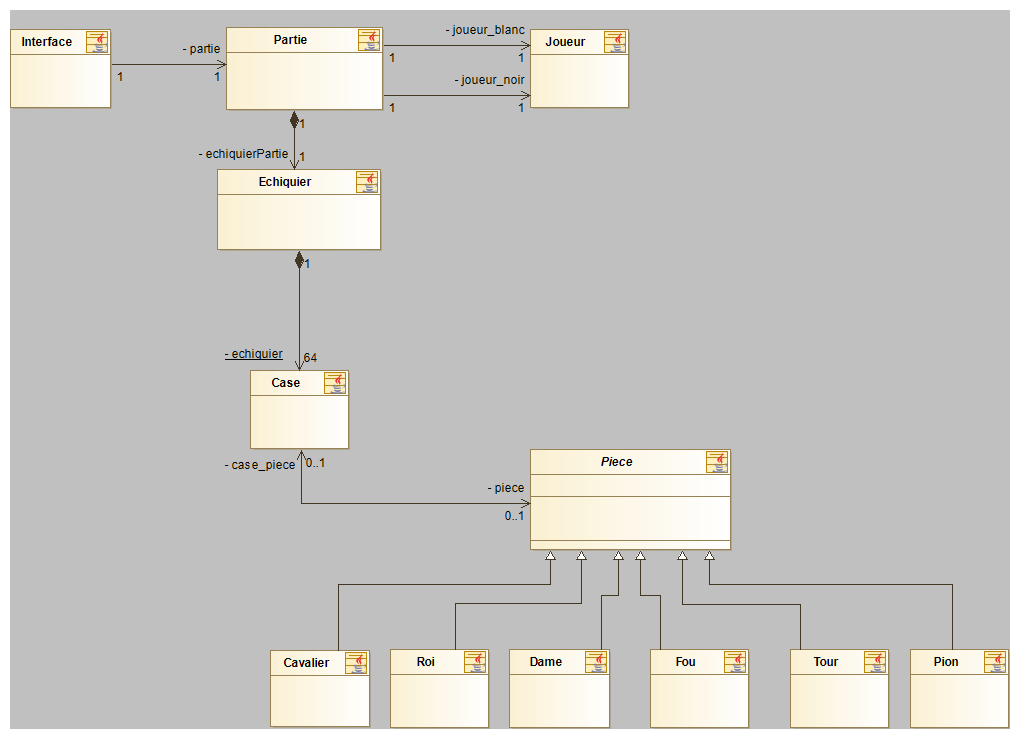 Interface
- partie
1
1
Partie
- joueur_blanc
1
1
- joueur_noir
1
1
Joueur
1
- echiquierPartie
1
Echiquier
1
- echiquier
64
Case
- case_piece
0..1
- piece
0..1
Piece
Cavalier
Roi
Dame
Fou
Tour
Pion